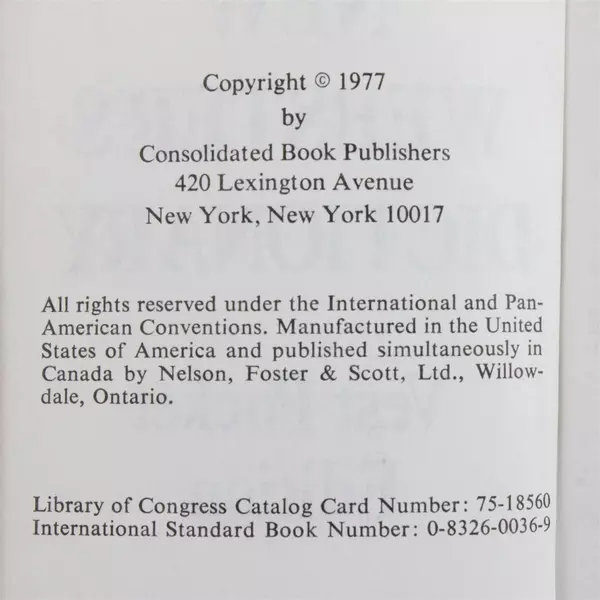 Copyright © 1977
by
Consolidated Book Publishers
420 Lexington Avenue
New York, New York 10017
All rights reserved under the International and Pan-
American Conventions. Manufactured in the United
States of America and published simultaneously in
Canada by Nelson, Foster & Scott, Ltd., Willow-
dale, Ontario.
Library of Congress Catalog Card Number: 75-18560
International Standard Book Number: 0-8326-0036-9